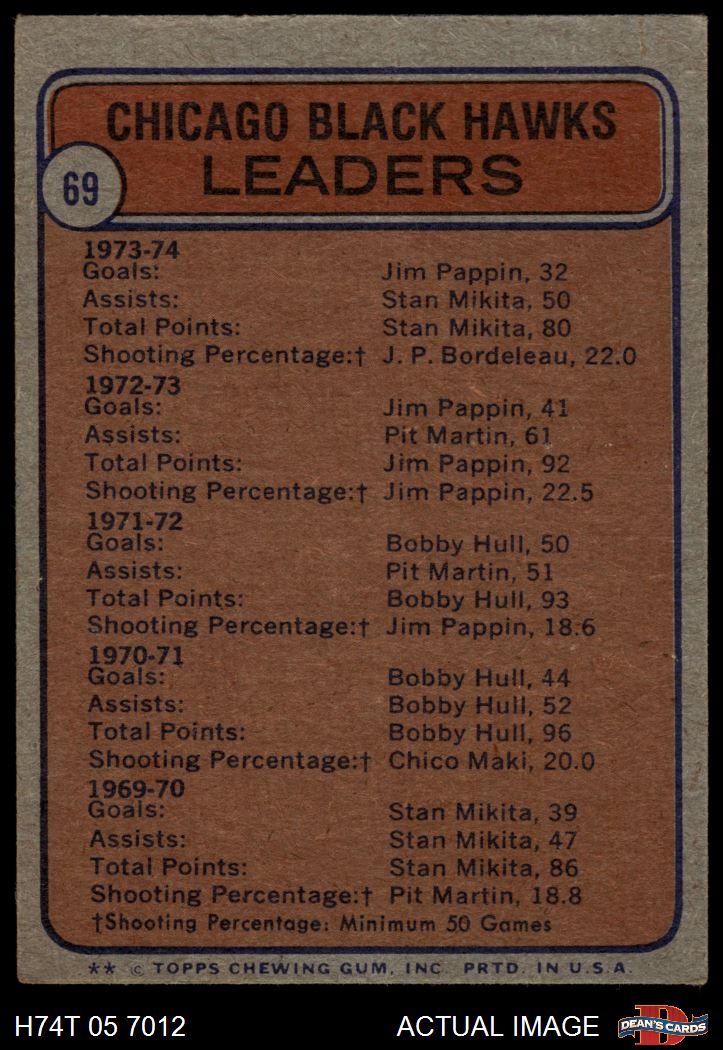 CHICAGO BLACK HAWKS
LEADERS
69
1973-74
Goals: Jim Pappin, 32
Assists: Stan Mikita, 50
Total Points: Stan Mikita, 80
Shooting Percentage:† J. P. Bordeleau, 22.0
1972-73
Goals: Jim Pappin, 41
Assists: Pit Martin, 61
Total Points: Jim Pappin, 92
Shooting Percentage:† Jim Pappin, 22.5
1971-72
Goals: Bobby Hull, 50
Assists: Pit Martin, 51
Total Points: Bobby Hull, 93
Shooting Percentage:† Jim Pappin, 18.6
1970-71
Goals: Bobby Hull, 44
Assists: Bobby Hull, 52
Total Points: Bobby Hull, 96
Shooting Percentage:† Chico Maki, 20.0
1969-70
Goals: Stan Mikita, 39
Assists: Stan Mikita, 47
Total Points: Stan Mikita, 86
Shooting Percentage:† Pit Martin, 18.8
†Shooting Percentage: Minimum 50 Games
** © TOPPS CHEWING GUM, INC. PRTD. IN U.S.A.
H74T 05 7012 ACTUAL IMAGE
D
DEAN'S CARDS